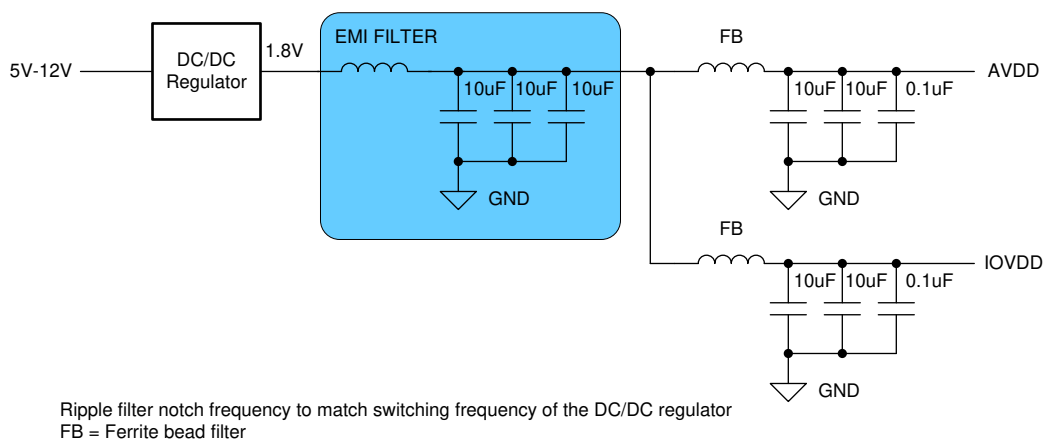 5V-12V
DC/DC
Regulator
1.8V
EMI FILTER
10uF 10uF 10uF
GND
FB
10uF 10uF 0.1uF
AVDD
GND
FB
10uF 10uF 0.1uF
IOVDD
GND
Ripple filter notch frequency to match switching frequency of the DC/DC regulator
FB = Ferrite bead filter